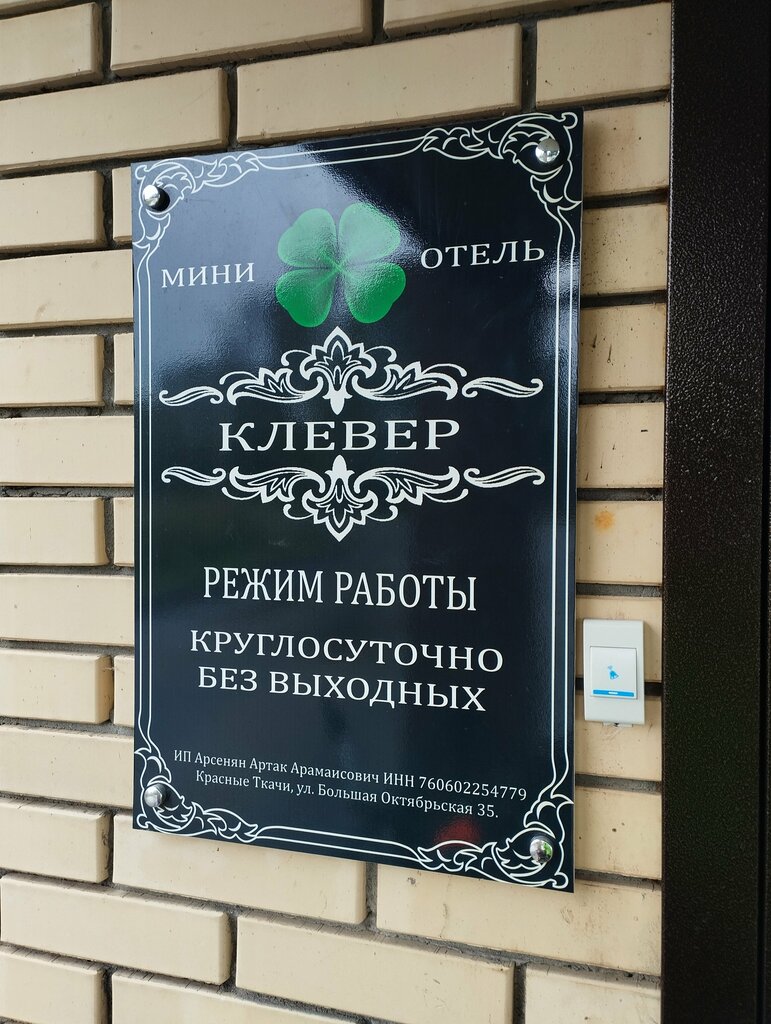 МИНИ ОТЕЛЬ
КЛЕВЕР
РЕЖИМ РАБОТЫ
КРУГЛОСУТОЧНО
БЕЗ ВЫХОДНЫХ
ИП Арсенян Артак Арамаисович ИНН 760602254779
Красные Ткачи, ул. Большая Октябрьская 35.